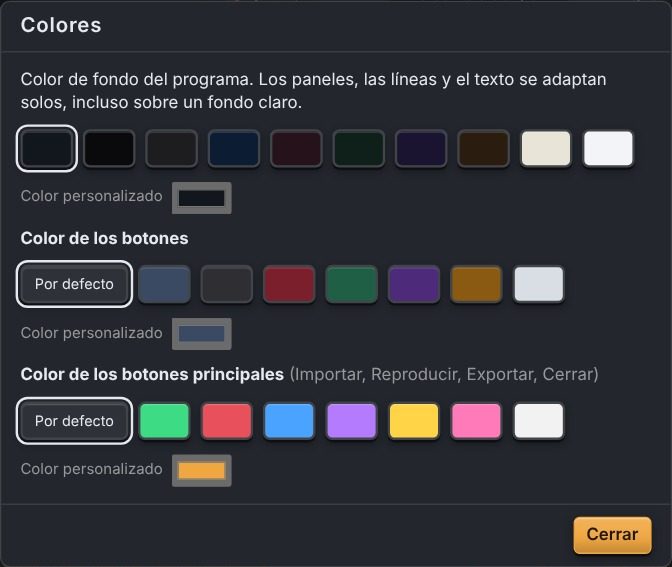 Colores
Color de fondo del programa. Los paneles, las líneas y el texto se adaptan
solos, incluso sobre un fondo claro.
Color personalizado
Color de los botones
Por defecto
Color personalizado
Color de los botones principales (Importar, Reproducir, Exportar, Cerrar)
Por defecto
Color personalizado
Cerrar